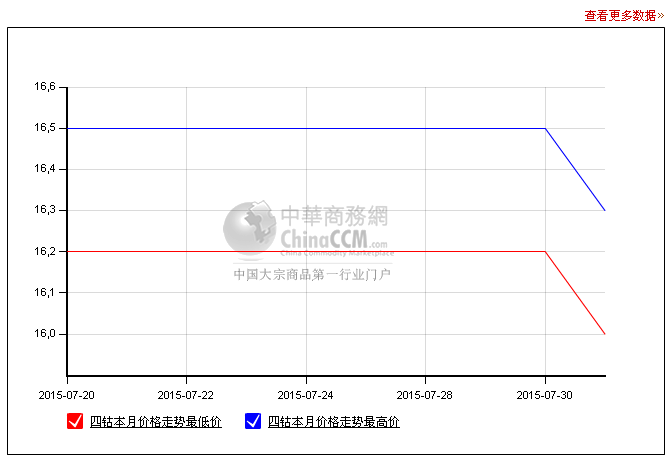 查看更多数据»
16,6
16,5
16,4
16,3
16,2
16,1
16,0
中華商務網
ChinaCCM.com
China Commodity Marketplace
中国大宗商品第一行业门户
2015-07-20 2015-07-22 2015-07-24 2015-07-28 2015-07-30
四钴本月价格走势最低价 四钴本月价格走势最高价